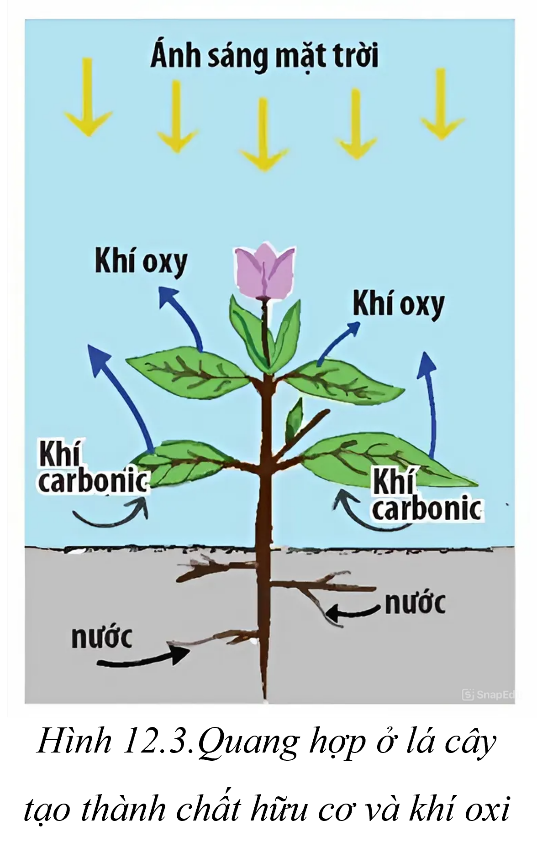 Ánh sáng mặt trời
Khí oxy
Khí oxy
Khí
carbonic
Khí
carbonic
nước
nước
SnapEd
Hình 12.3.Quang hợp ở lá cây
tạo thành chất hữu cơ và khí oxi